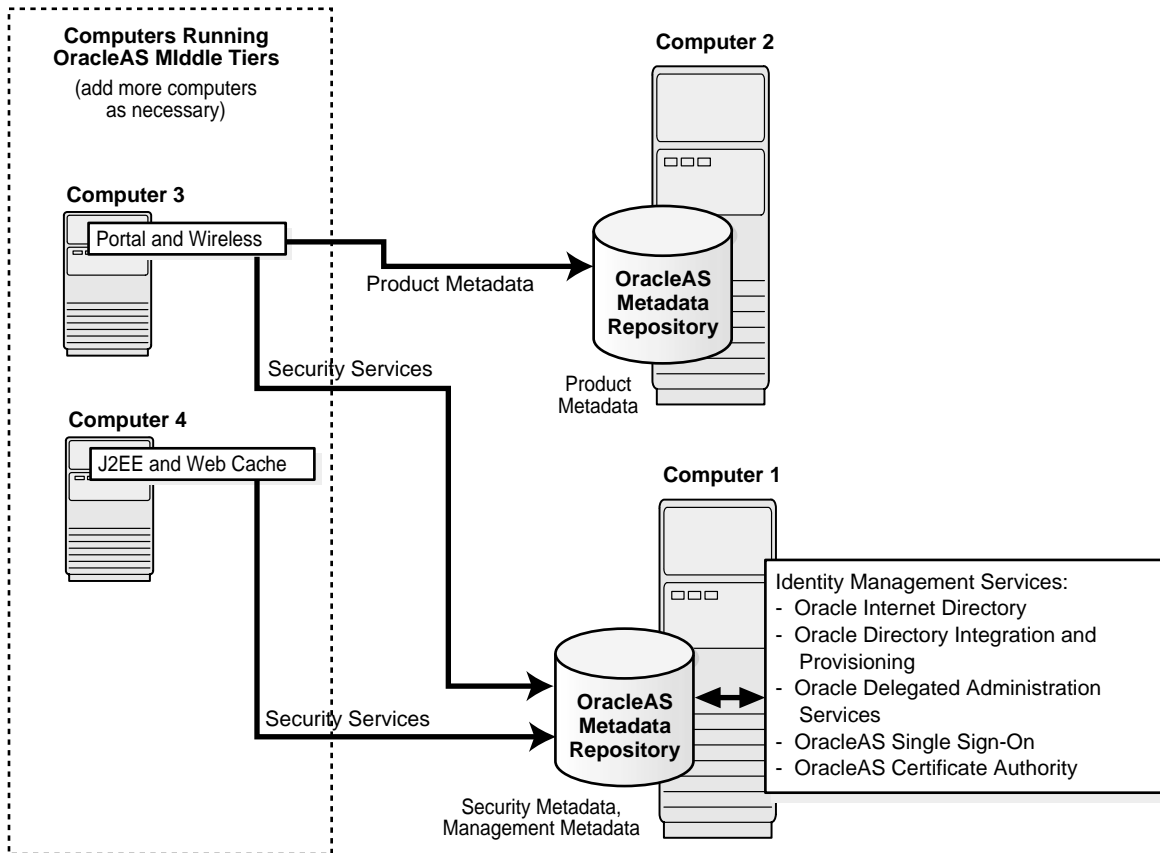 Computers Running
OracleAS MIddle Tiers
(add more computers
as necessary)
Computer 2
Computer 3
Portal and Wireless
Product Metadata
OracleAS
Metadata
Repository
Product
Metadata
Security Services
Computer 4
J2EE and Web Cache
Computer 1
Identity Management Services:
- Oracle Internet Directory
- Oracle Directory Integration and
Provisioning
- Oracle Delegated Administration
Services
- OracleAS Single Sign-On
- OracleAS Certificate Authority
OracleAS
Metadata
Repository
Security Services
Security Metadata,
Management Metadata